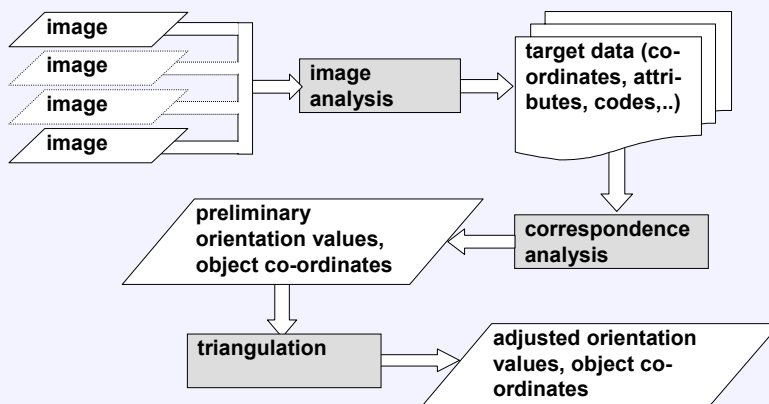 image
image
image
image
image
analysis
target data (co-
ordinates, attri-
butes, codes,..)
preliminary
orientation values,
object co-ordinates
correspondence
analysis
triangulation
adjusted orientation
values, object co-
ordinates